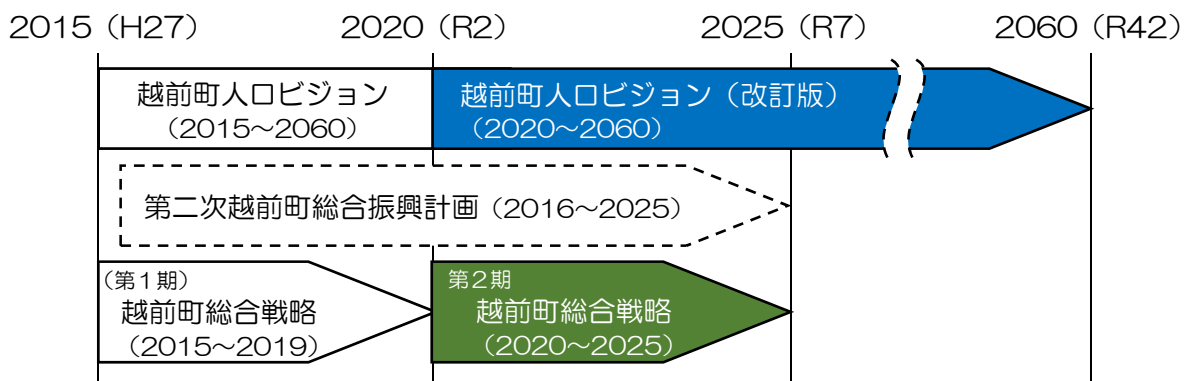 2015（H27）
2020（R2）
2025（R7）
2060（R42）
越前町人口ビジョン
（2015～2060）
越前町人口ビジョン（改訂版）
（2020～2060）
第二次越前町総合振興計画（2016～2025）
（第１期）
越前町総合戦略
（2015～2019）
第２期
越前町総合戦略
（2020～2025）